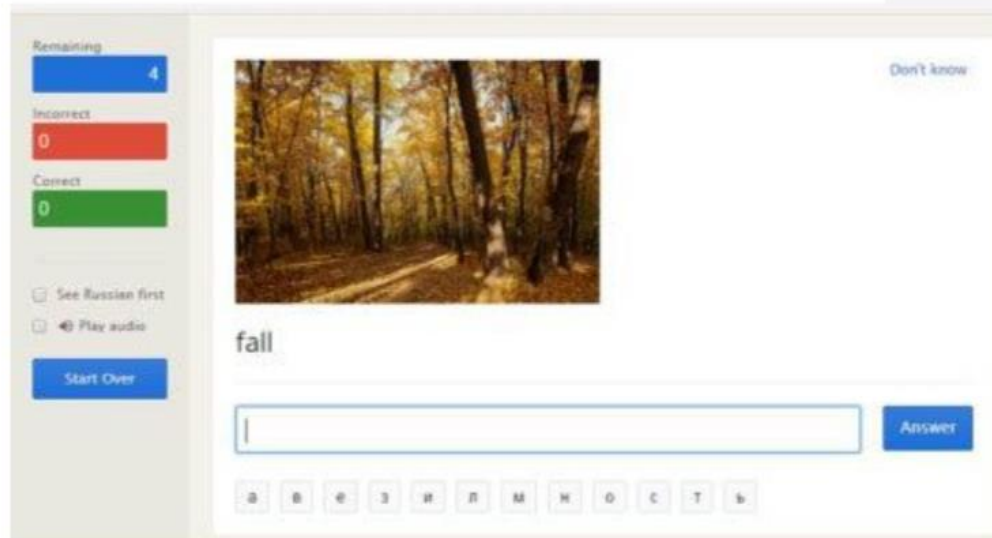 Remaining
4
Incorrect
0
Correct
0
See Russian first
Play audio
Start Over
Don't know
fall
Answer
а в е з и л м н о с т ь